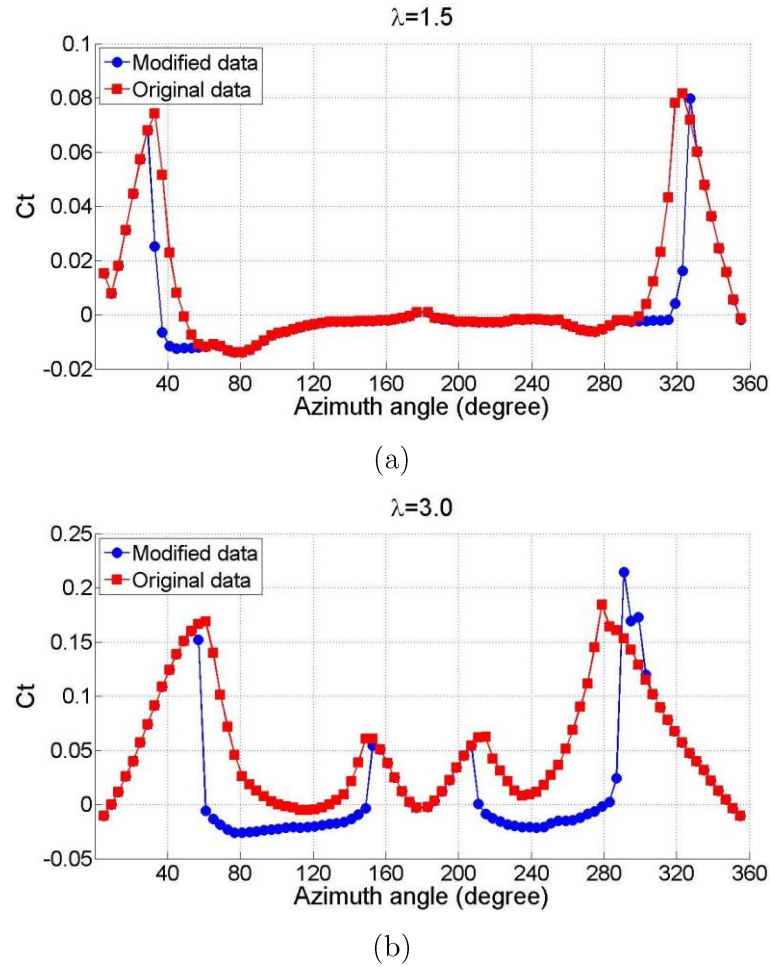 λ=1.5
Modified data
Original data
0.1
0.08
0.06
0.04
0.02
0
-0.02
Ct
40 80 120 160 200 240 280 320 360
Azimuth angle (degree)
(a)
λ=3.0
Modified data
Original data
0.25
0.2
0.15
0.1
0.05
0
-0.05
Ct
40 80 120 160 200 240 280 320 360
Azimuth angle (degree)
(b)